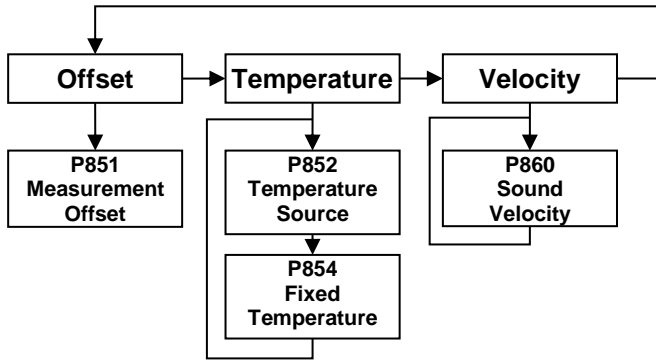 Offset
Temperature
Velocity
P851
Measurement
Offset
P852
Temperature
Source
P860
Sound
Velocity
P854
Fixed
Temperature